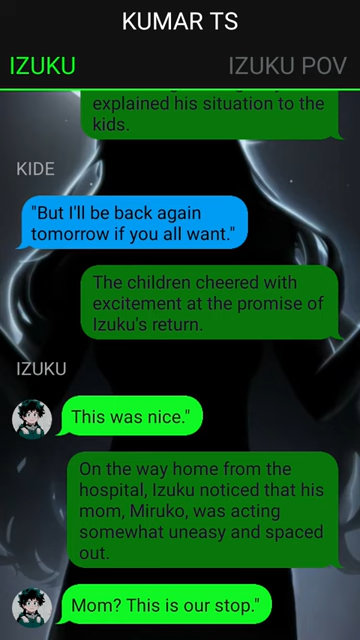 KUMAR TS
IZUKU
IZUKU POV
explained his situation to the
kids.
KIDE
"But I'll be back again
tomorrow if you all want."
The children cheered with
excitement at the promise of
Izuku's return.
IZUKU
This was nice."
On the way home from the
hospital, Izuku noticed that his
mom, Miruko, was acting
somewhat uneasy and spaced
out.
Mom? This is our stop."